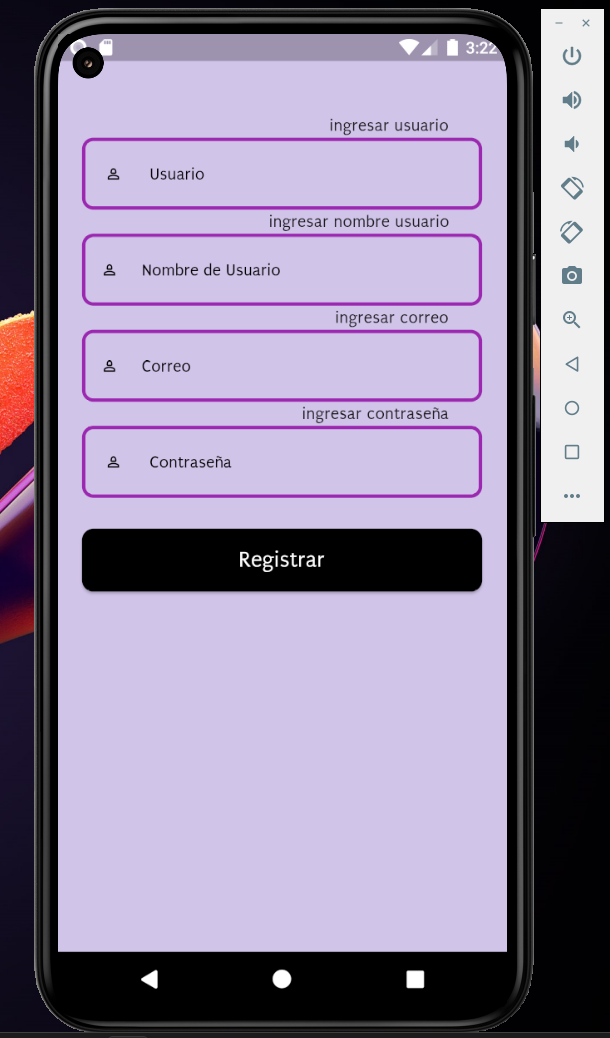 3:22
ingresar usuario
Usuario
ingresar nombre usuario
Nombre de Usuario
ingresar correo
Correo
ingresar contraseña
Contraseña
Registrar